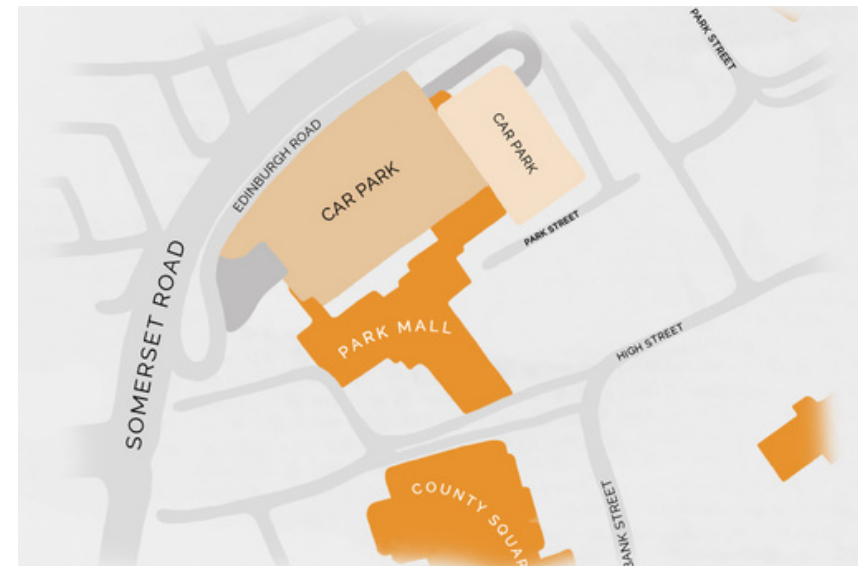 PARK STREET
EDINBURGH ROAD
CAR PARK
CAR PARK
PARK STREET
SOMERSET ROAD
PARK MALL
HIGH STREET
COUNTY SQUAR
BANK STREET